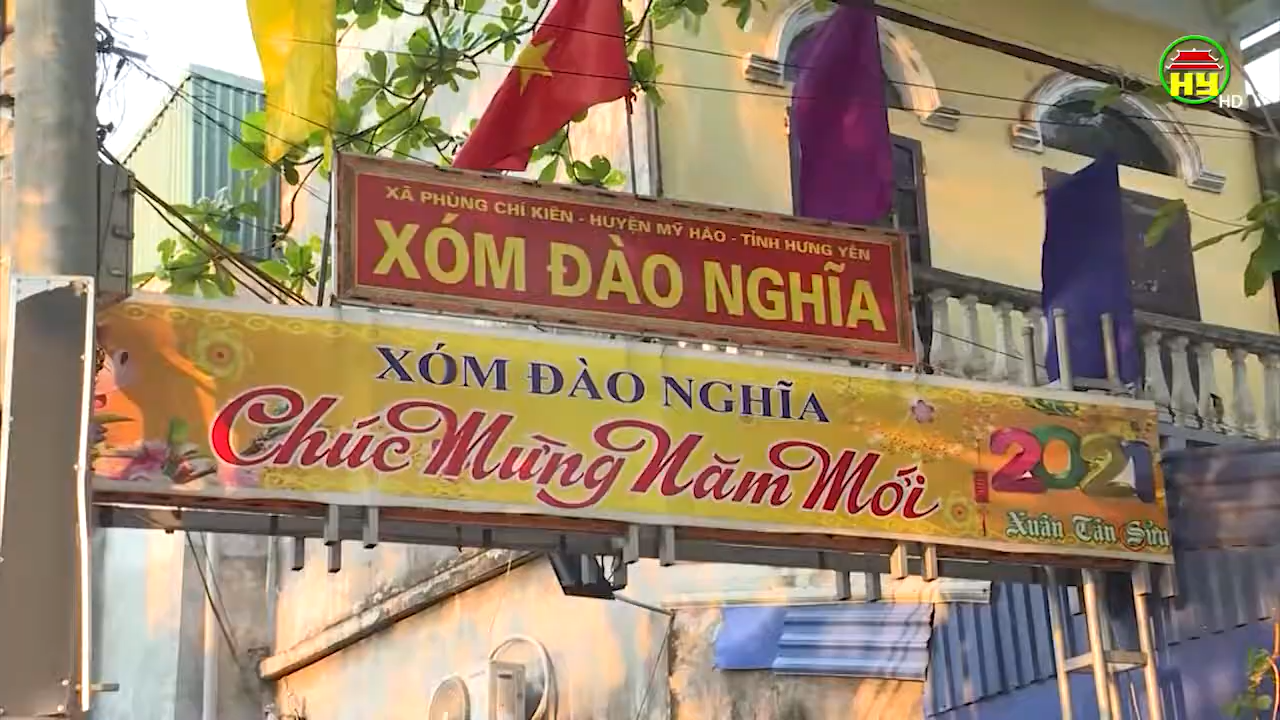 HY HD
XÃ PHÙNG CHÍ KIÊN - HUYỆN MỸ HÀO - TỈNH HƯNG YÊN
XÓM ĐÀO NGHĨA
XÓM ĐÀO NGHĨA
Chúc Mừng Năm Mới
2021
Xuân Tân Sửu